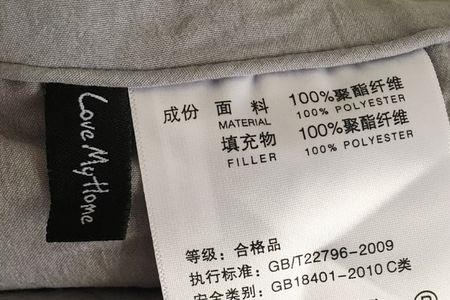 Love My Home
成份 面料 100%聚酯纤维
MATERIAL 100% POLYESTER
填充物 100%聚酯纤维
FILLER 100% POLYESTER
等级：合格品
执行标准：GB/T22796-2009
安全类别：GB18401-2010 C类